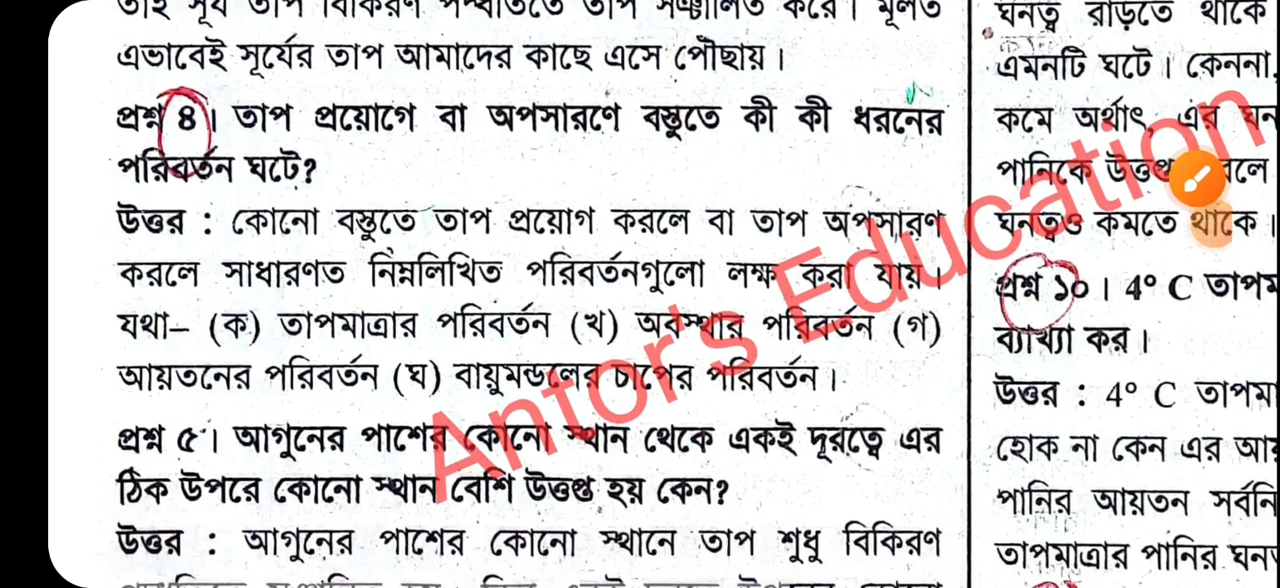 তাই সূর্য তাপ বিকিরণ পদ্ধতিতে তাপ সঞ্চালিত করে। মূলত
এভাবেই সূর্যের তাপ আমাদের কাছে এসে পৌঁছায়।
প্রশ্ন ৪। তাপ প্রয়োগে বা অপসারণে বস্তুতে কী কী ধরনের
পরিবর্তন ঘটে?
উত্তর : কোনো বস্তুতে তাপ প্রয়োগ করলে বা তাপ অপসারণ
করলে সাধারণত নিম্নলিখিত পরিবর্তনগুলো লক্ষ করা যায়
যথা– (ক) তাপমাত্রার পরিবর্তন (খ) অবস্থার পরিবর্তন (গ)
আয়তনের পরিবর্তন (ঘ) বায়ুমন্ডলের চাপের পরিবর্তন।
প্রশ্ন ৫। আগুনের পাশের কোনো স্থান থেকে একই দূরত্বে এর
ঠিক উপরে কোনো স্থান বেশি উত্তপ্ত হয় কেন?
উত্তর : আগুনের পাশের কোনো স্থানে তাপ শুধু বিকিরণ
ঘনত্ব বাড়তে থাকে
এমনটি ঘটে। কেননা
কমে অর্থাৎ এর ঘন
পানিকে উত্তপ্ত
ঘনত্বও কমতে থাকে।
প্রশ্ন ১০। 4° C তাপম
ব্যাখ্যা কর।
উত্তর : 4° C তাপমা
হোক না কেন এর আয়
পানির আয়তন সর্বনি
তাপমাত্রার পানির ঘনত
Antor's Education